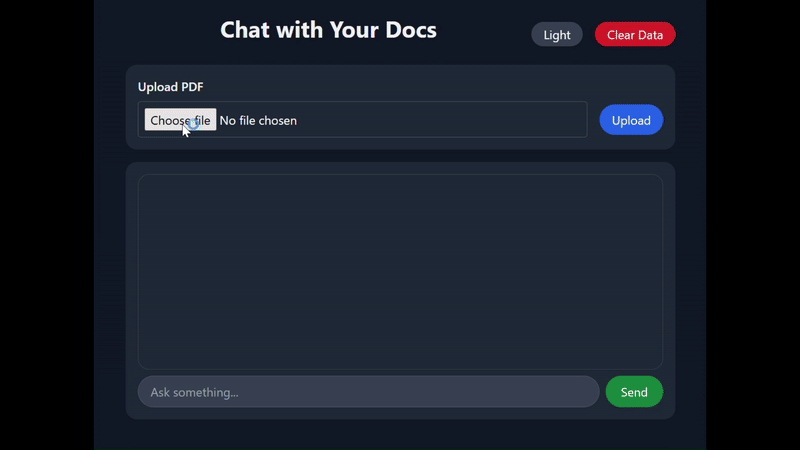 Chat with Your Docs
Light
Clear Data
Upload PDF
Choose file No file chosen
Upload
Ask something...
Send